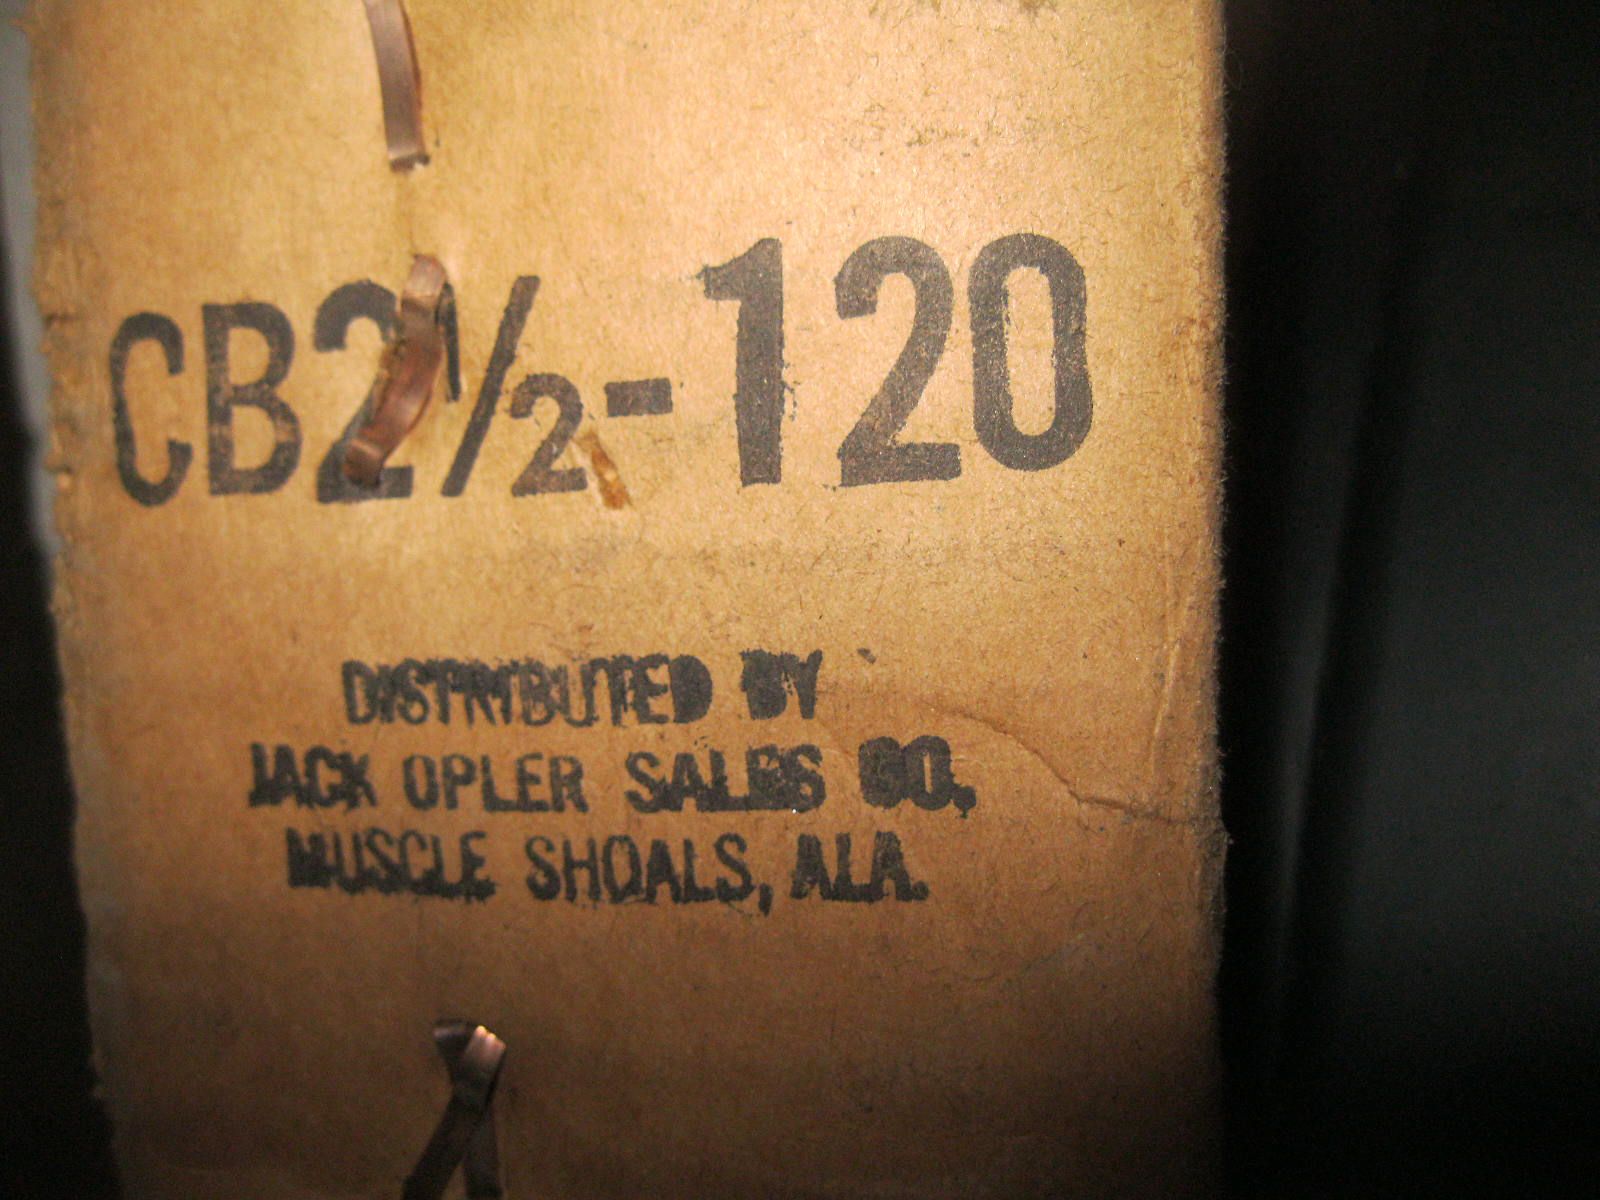 CB2½-120
DISTRIBUTED BY
JACK OPLER SALES CO.
MUSCLE SHOALS, ALA.